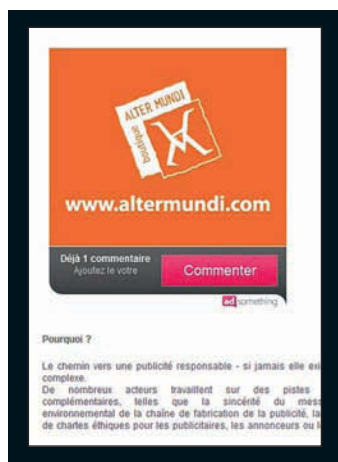 ALTER MUNDI
boutique
www.altermundi.com
Déjà 1 commentaire
Ajoutez le votre
Commenter
ad something
Pourquoi ?
Le chemin vers une publicité responsable - si jamais elle exi
complexe.
De nombreux acteurs travaillent sur des pistes
complémentaires, telles que la sincérité du mess
environnemental de la chaîne de fabrication de la publicité, la
de chartes éthiques pour les publicitaires, les annonceurs ou l